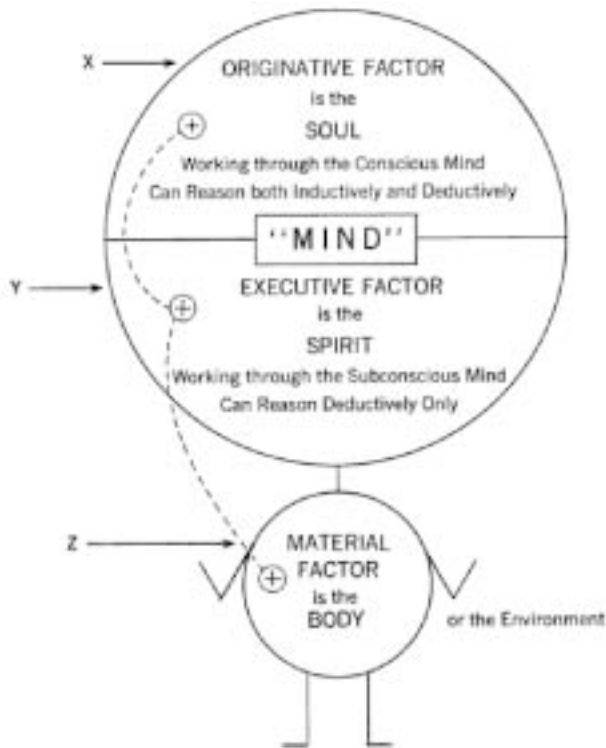 X
ORIGINATIVE FACTOR
is the
SOUL
Working through the Conscious Mind
Can Reason both Inductively and Deductively
"MIND"
Y
EXECUTIVE FACTOR
is the
SPIRIT
Working through the Subconscious Mind
Can Reason Deductively Only
Z
MATERIAL
FACTOR
is the
BODY
or the Environment